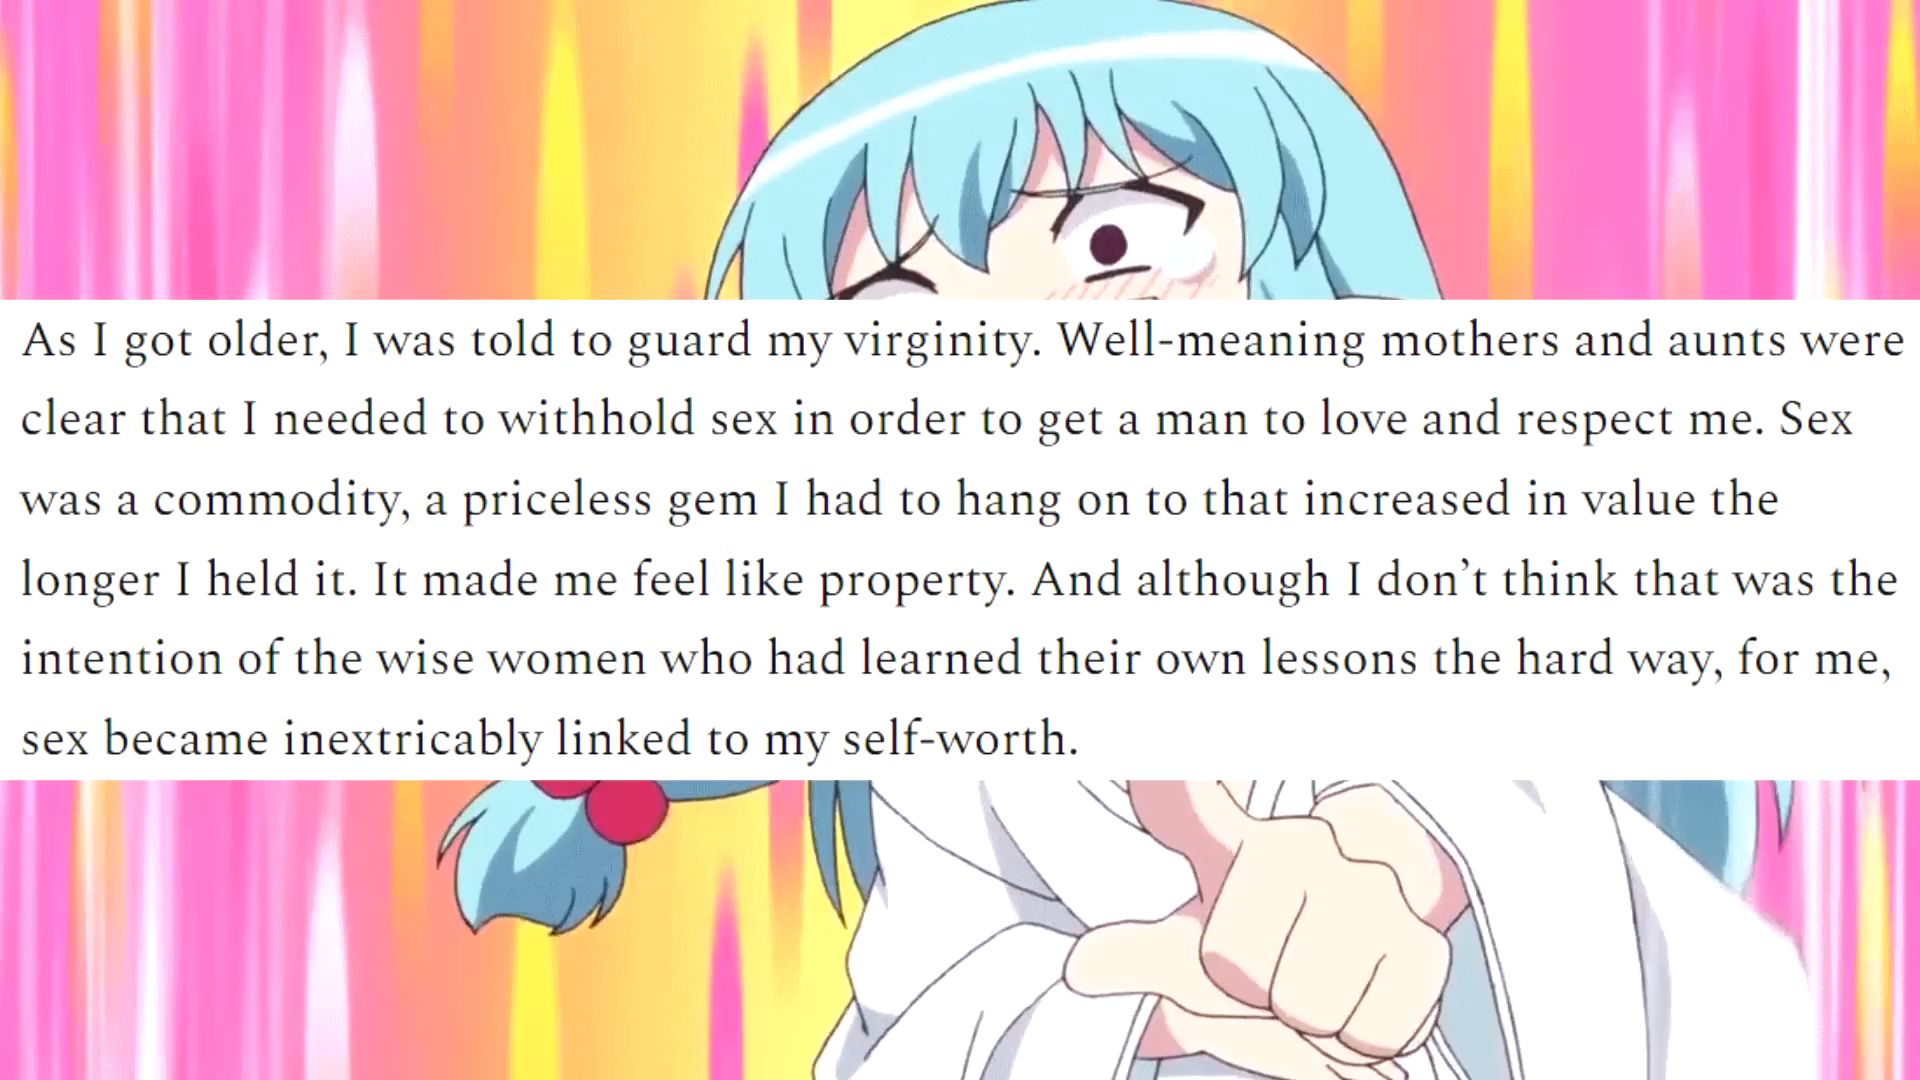 As I got older, I was told to guard my virginity. Well-meaning mothers and aunts were
clear that I needed to withhold sex in order to get a man to love and respect me. Sex
was a commodity, a priceless gem I had to hang on to that increased in value the
longer I held it. It made me feel like property. And although I don’t think that was the
intention of the wise women who had learned their own lessons the hard way, for me,
sex became inextricably linked to my self-worth.